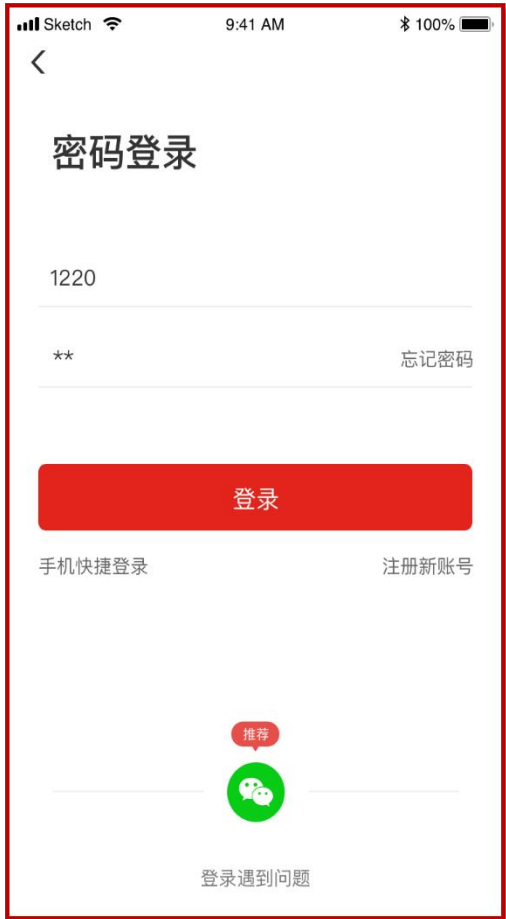 Sketch 9:41 AM 100%
密码登录
1220
** 忘记密码
登录
手机快捷登录 注册新账号
推荐
登录遇到问题